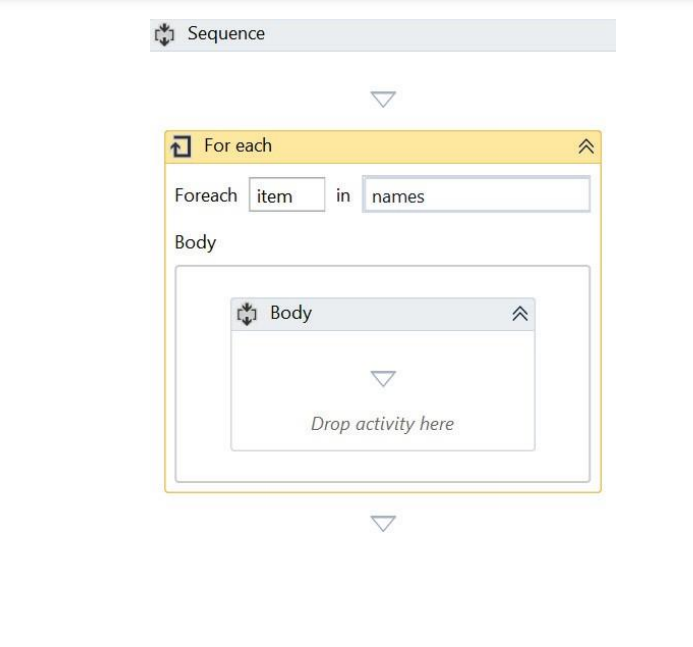 Sequence
For each
Foreach item in names
Body
Body
Drop activity here